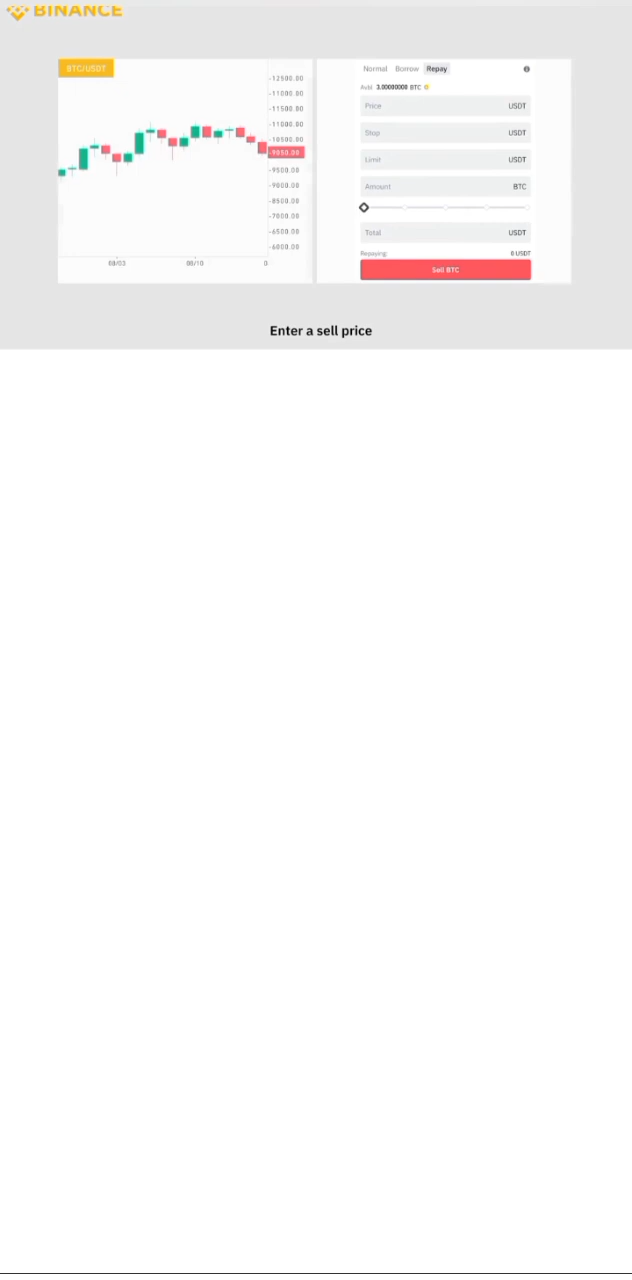 BINANCE
BTC/USDT
-12500.00
-11000.00
-11500.00
-11000.00
-10500.00
-9500.00
-9000.00
-8500.00
-7000.00
-6500.00
-6000.00
08/03 08/10
Normal Borrow Repay
Avbl 3.00000000 BTC
Price USDT
Stop USDT
Limit USDT
Amount BTC
Total USDT
Repaying: 0 USDT
Sell BTC
Enter a sell price